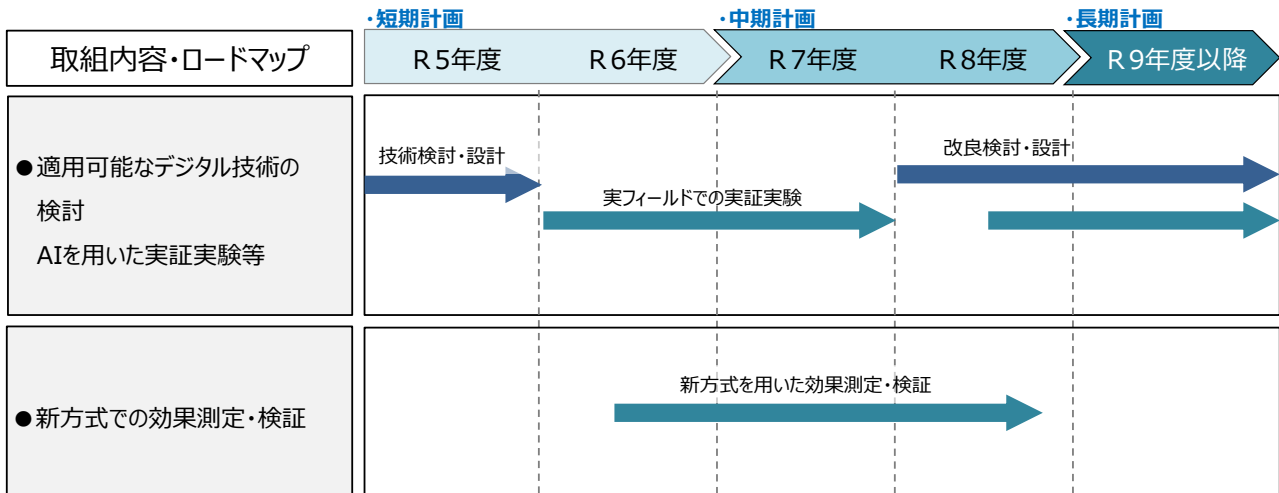 ・短期計画
・中期計画
・長期計画
取組内容・ロードマップ
R5年度
R6年度
R7年度
R8年度
R9年度以降
●適用可能なデジタル技術の
検討
AIを用いた実証実験等
技術検討・設計
改良検討・設計
実フィールドでの実証実験
●新方式での効果測定・検証
新方式を用いた効果測定・検証